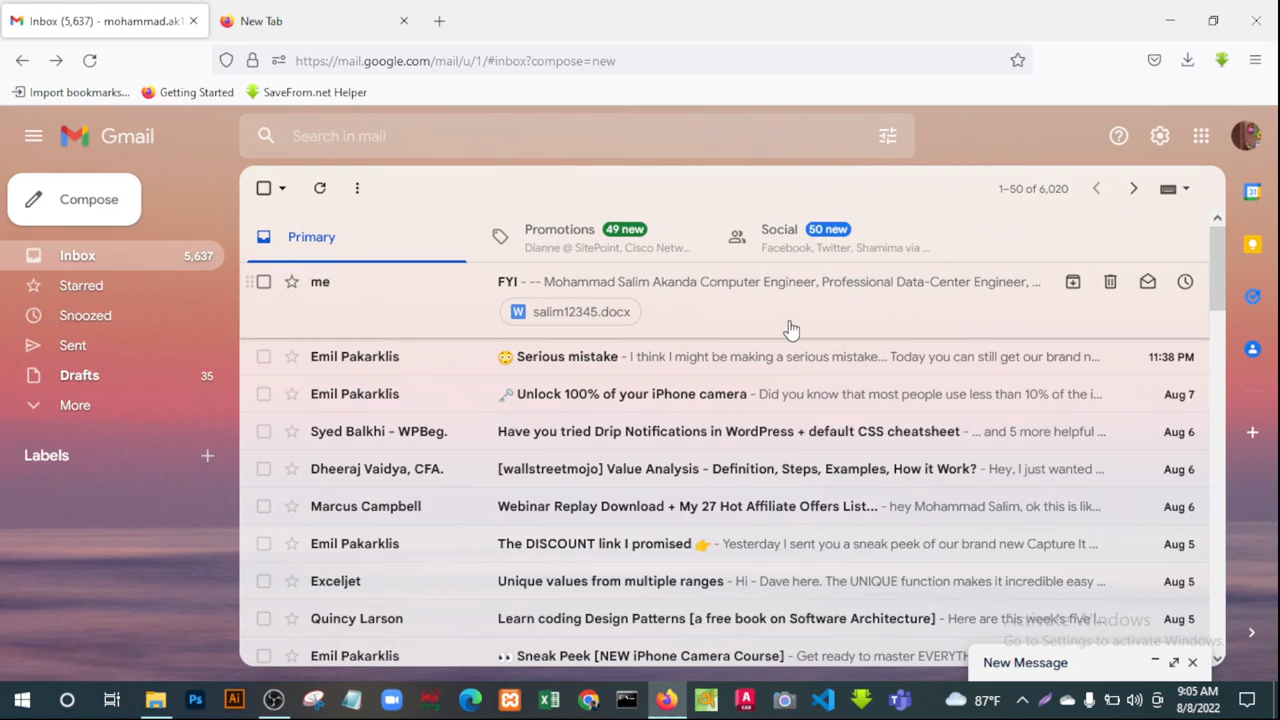 Inbox (5,637) - mohammad.ak1
New Tab
https://mail.google.com/mail/u/1/#inbox?compose=new
Import bookmarks...
Getting Started
SaveFrom.net Helper
Gmail
Search in mail
Compose
1–50 of 6,020
Inbox 5,637
Starred
Snoozed
Sent
Drafts 35
More
Labels
Primary
Promotions 49 new
Dianne @ SitePoint, Cisco Netw...
Social 50 new
Facebook, Twitter, Shamima via ...
me FYI - -- Mohammad Salim Akanda Computer Engineer, Professional Data-Center Engineer, ...
salim12345.docx
Emil Pakarklis 😳 Serious mistake - I think I might be making a serious mistake... Today you can still get our brand n... 11:38 PM
Emil Pakarklis 🗝️ Unlock 100% of your iPhone camera - Did you know that most people use less than 10% of the i... Aug 7
Syed Balkhi - WPBeg. Have you tried Drip Notifications in WordPress + default CSS cheatsheet - ... and 5 more helpful ... Aug 6
Dheeraj Vaidya, CFA. [wallstreetmojo] Value Analysis - Definition, Steps, Examples, How it Work? - Hey, I just wanted ... Aug 6
Marcus Campbell Webinar Replay Download + My 27 Hot Affiliate Offers List... - hey Mohammad Salim, ok this is lik... Aug 6
Emil Pakarklis The DISCOUNT link I promised 👉 - Yesterday I sent you a sneak peek of our brand new Capture It ... Aug 5
Exceljet Unique values from multiple ranges - Hi - Dave here. The UNIQUE function makes it incredible easy ... Aug 5
Quincy Larson Learn coding Design Patterns [a free book on Software Architecture] - Here are this week's five l... Aug 5
Emil Pakarklis 👀 Sneak Peek [NEW iPhone Camera Course] - Get ready to master EVERYTH
Activate Windows
Go to Settings to activate Windows.
New Message
87°F
9:05 AM
8/8/2022